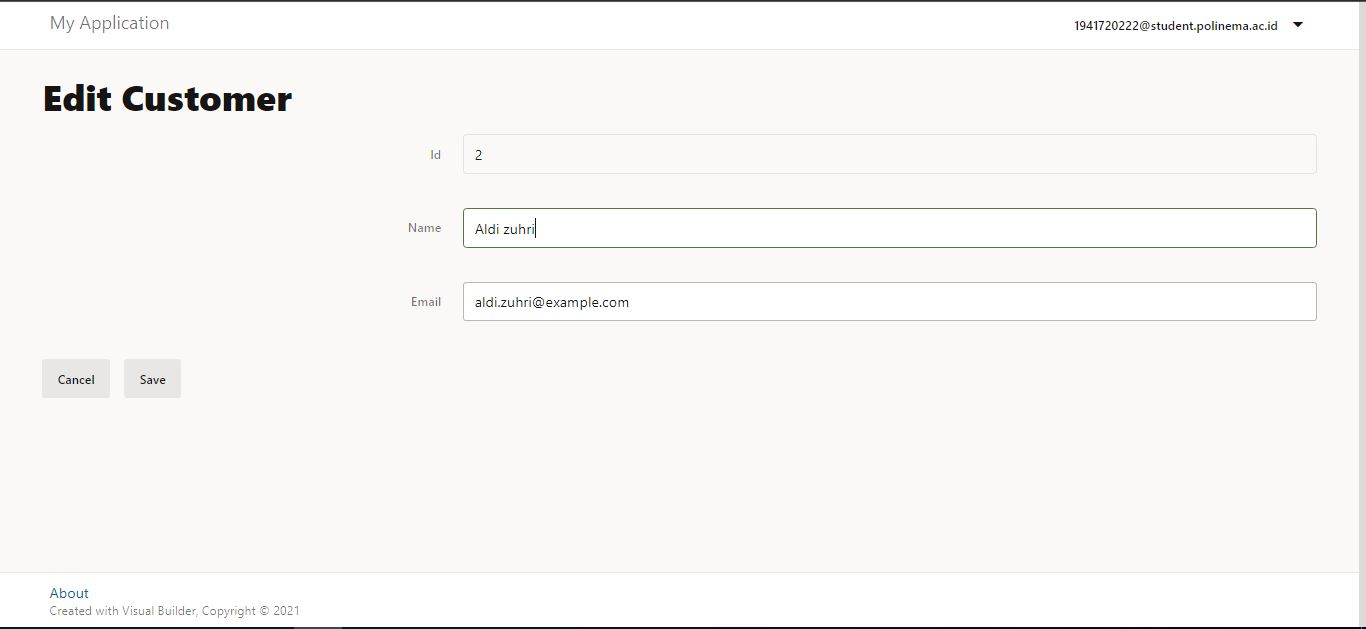 My Application
1941720222@student.polinema.ac.id
Edit Customer
Id
2
Name
Aldi zuhri
Email
aldi.zuhri@example.com
Cancel
Save
About
Created with Visual Builder, Copyright © 2021